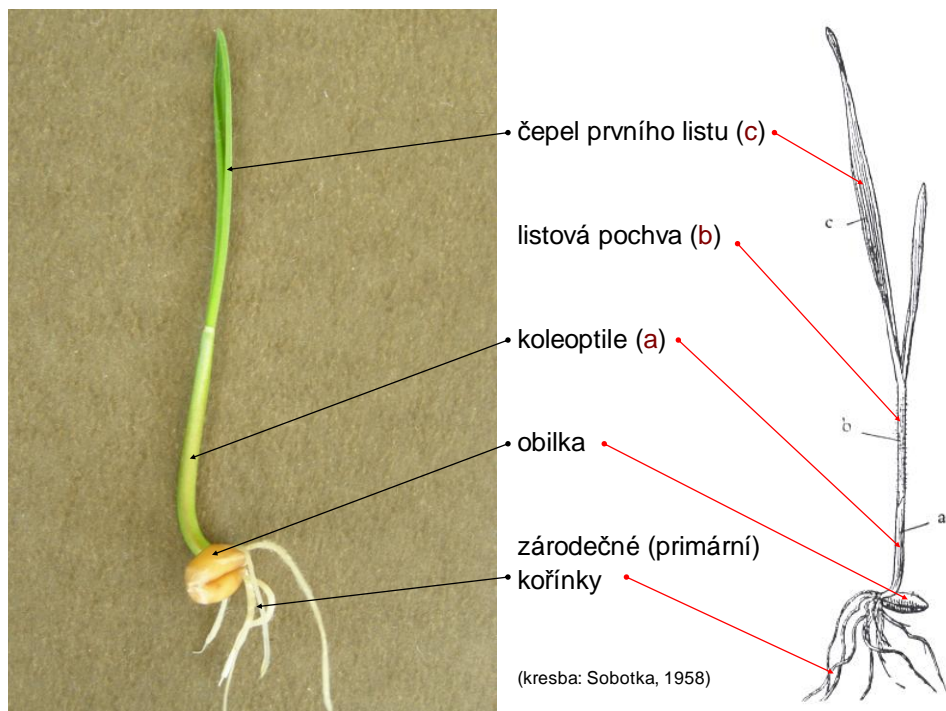 čepel prvního listu (c)
c
listová pochva (b)
koleoptile (a)
b
obilka
a
zárodečné (primární)
kořínky
(kresba: Sobotka, 1958)